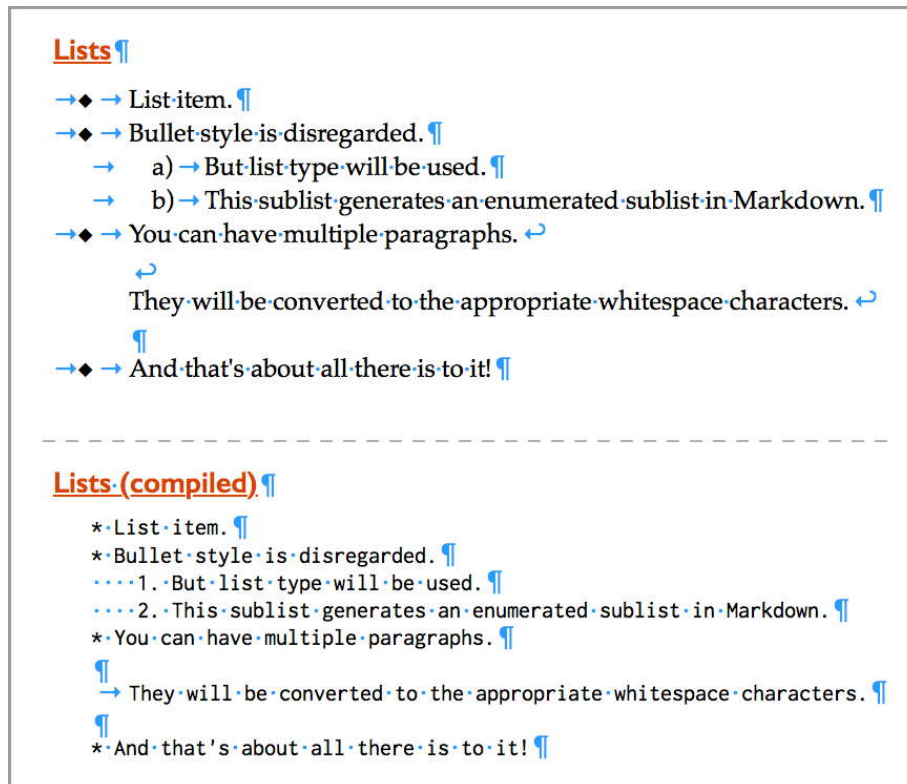 Lists¶
→◆→List·item.¶
→◆→Bullet·style·is·disregarded.¶
→a)→But·list·type·will·be·used.¶
→b)→This·sublist·generates·an·enumerated·sublist·in·Markdown.¶
→◆→You·can·have·multiple·paragraphs.↩
↩
They·will·be·converted·to·the·appropriate·whitespace·characters.↩
¶
→◆→And·that's·about·all·there·is·to·it!¶
Lists·(compiled)¶
*·List·item.¶
*·Bullet·style·is·disregarded.¶
····1.·But·list·type·will·be·used.¶
····2.·This·sublist·generates·an·enumerated·sublist·in·Markdown.¶
*·You·can·have·multiple·paragraphs.¶
¶
→They·will·be·converted·to·the·appropriate·whitespace·characters.¶
¶
*·And·that's·about·all·there·is·to·it!¶